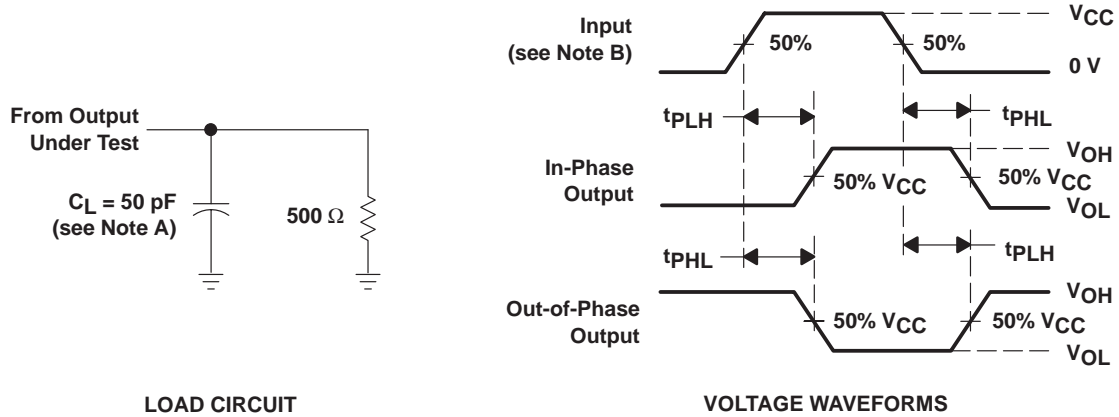 From Output
Under Test
CL = 50 pF
(see Note A)
500 Ω
LOAD CIRCUIT
Input
(see Note B)
50%
50%
VCC
0 V
tPLH
tPHL
In-Phase
Output
50% VCC
50% VCC
VOH
VOL
tPHL
tPLH
Out-of-Phase
Output
50% VCC
50% VCC
VOH
VOL
VOLTAGE WAVEFORMS